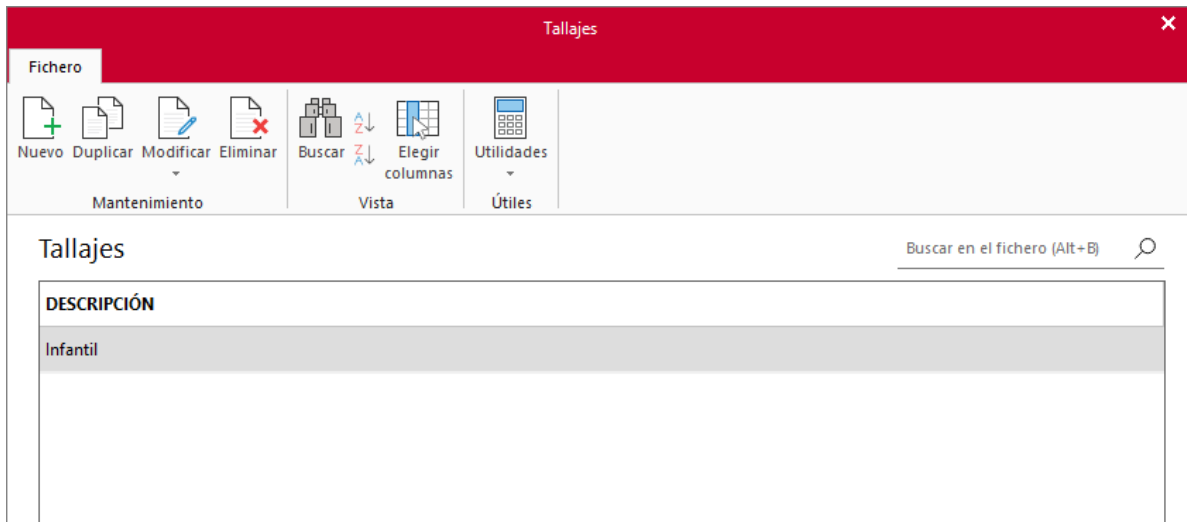 Tallajes
Fichero
Nuevo Duplicar Modificar Eliminar Buscar Elegir columnas Utilidades
Mantenimiento Vista Útiles
Tallajes
Buscar en el fichero (Alt+B)
DESCRIPCIÓN
Infantil